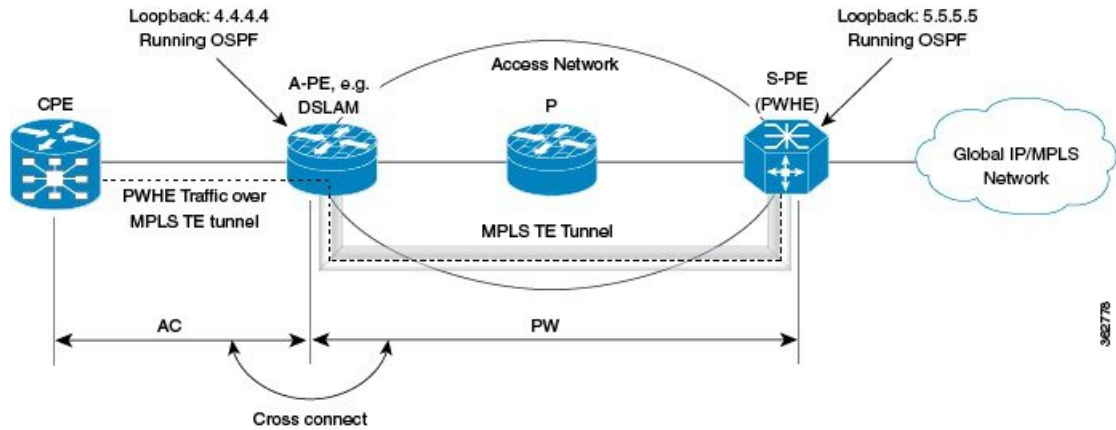 Loopback: 4.4.4.4
Running OSPF
Loopback: 5.5.5.5
Running OSPF
Access Network
CPE
A-PE, e.g.
DSLAM
P
S-PE
(PWHE)
Global IP/MPLS
Network
PWHE Traffic over
MPLS TE tunnel
MPLS TE Tunnel
AC
PW
Cross connect
362778